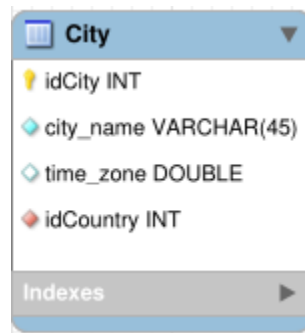 City
idCity INT
city_name VARCHAR(45)
time_zone DOUBLE
idCountry INT
Indexes